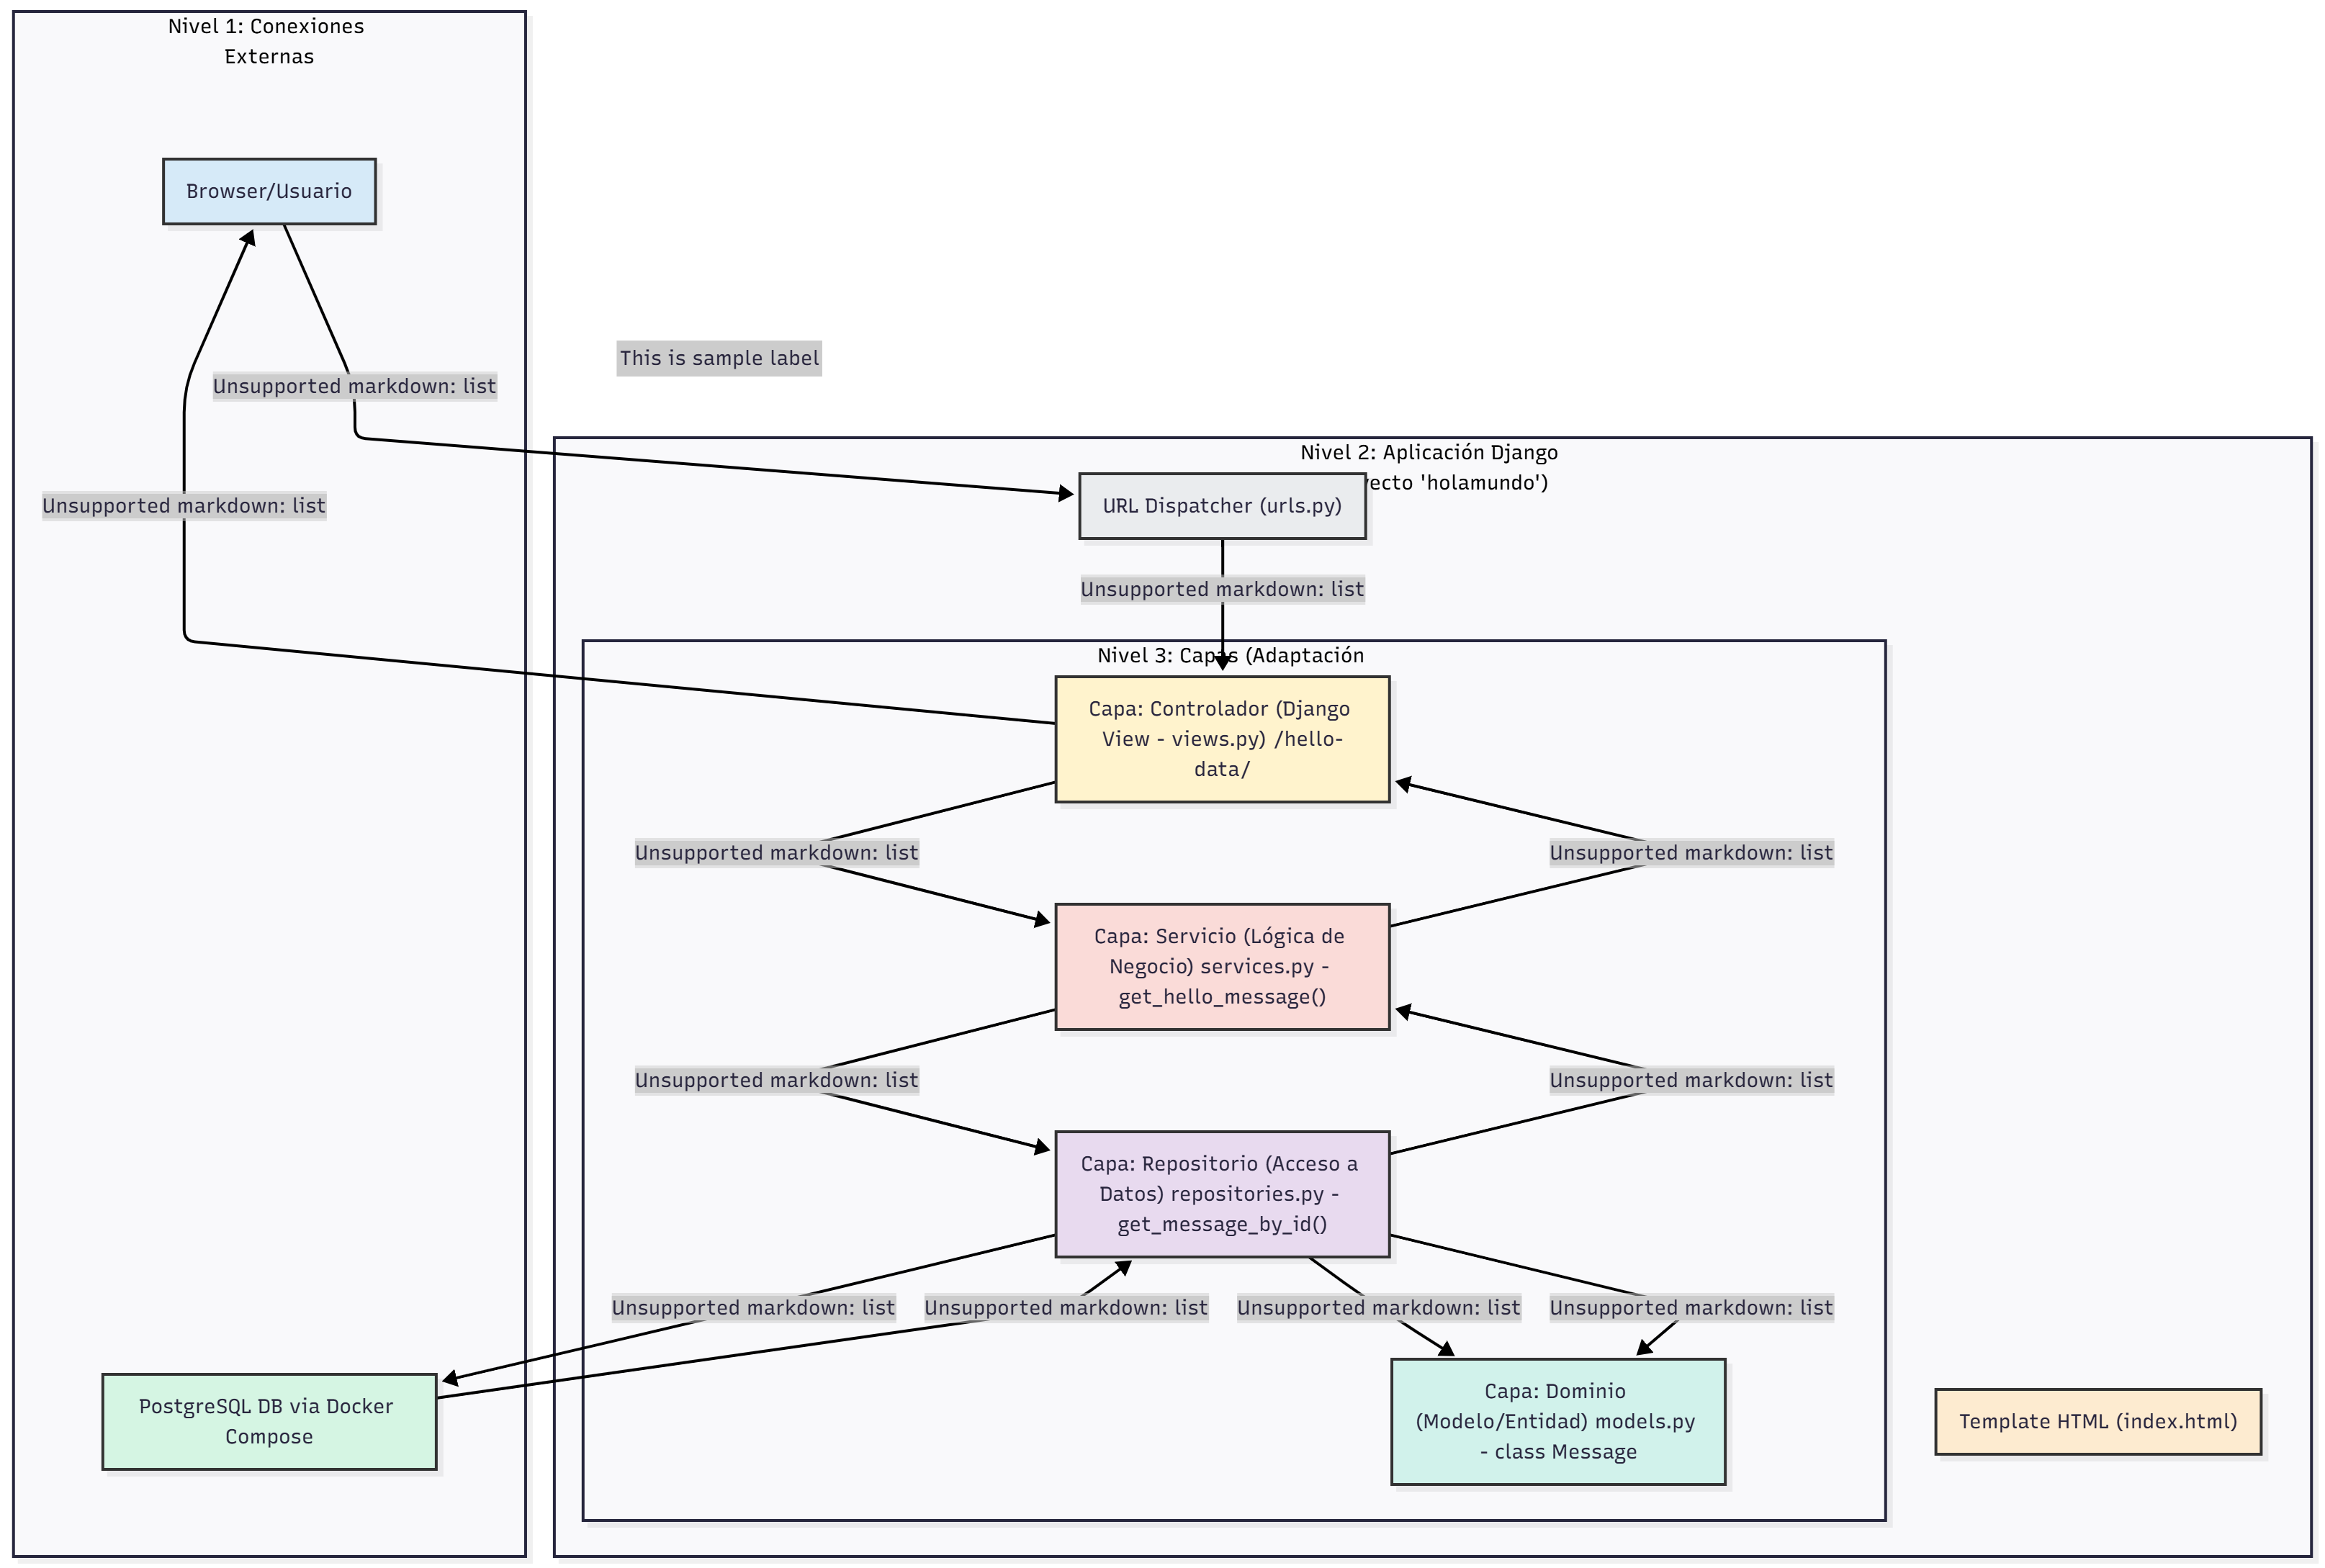 Nivel 1: Conexiones
Externas
Browser/Usuario
This is sample label
Unsupported markdown: list
Nivel 2: Aplicación Django
yecto 'holamundo')
URL Dispatcher (urls.py)
Unsupported markdown: list
Unsupported markdown: list
Nivel 3: Capas (Adaptación
Capa: Controlador (Django
View - views.py) /hello-
data/
Unsupported markdown: list
Unsupported markdown: list
Capa: Servicio (Lógica de
Negocio) services.py -
get_hello_message()
Unsupported markdown: list
Unsupported markdown: list
Capa: Repositorio (Acceso a
Datos) repositories.py -
get_message_by_id()
Unsupported markdown: list
Unsupported markdown: list
Unsupported markdown: list
Unsupported markdown: list
PostgreSQL DB via Docker
Compose
Capa: Dominio
(Modelo/Entidad) models.py
- class Message
Template HTML (index.html)